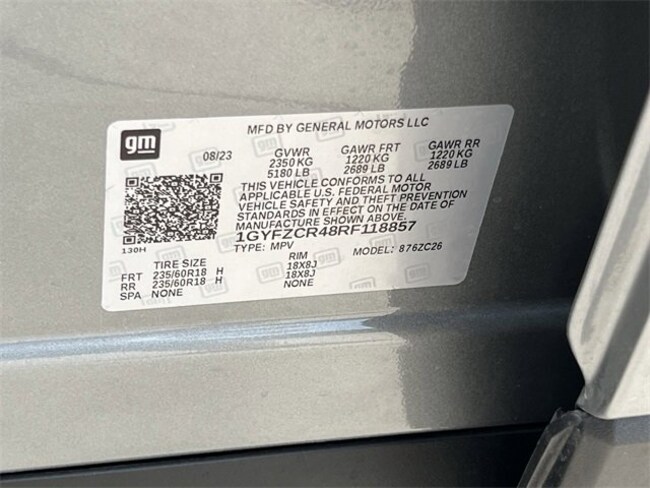 gm
MFD BY GENERAL MOTORS LLC
08/23 GVWR GAWR FRT GAWR RR
2350 KG 1220 KG 1220 KG
5180 LB 2689 LB 2689 LB
THIS VEHICLE CONFORMS TO ALL
APPLICABLE U.S. FEDERAL MOTOR
VEHICLE SAFETY AND THEFT PREVENTION
STANDARDS IN EFFECT ON THE DATE OF
MANUFACTURE SHOWN ABOVE.
1GYFZCR48RF118857
130H TYPE: MPV MODEL: 876ZC26
TIRE SIZE RIM
FRT 235/60R18 H 18X8J
RR 235/60R18 H 18X8J
SPA NONE NONE